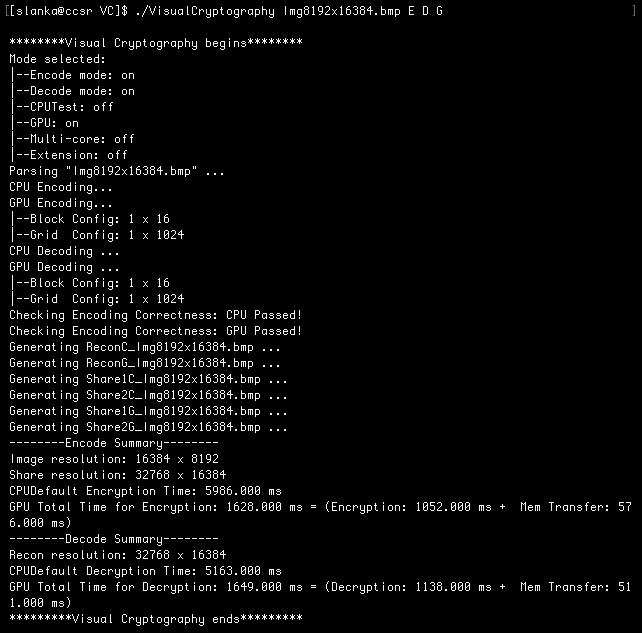 [[slanka@ccsr VC]$ ./VisualCryptography Img8192x16384.bmp E D G ]
********Visual Cryptography begins********
Mode selected:
|--Encode mode: on
|--Decode mode: on
|--CPUTest: off
|--GPU: on
|--Multi-core: off
|--Extension: off
Parsing "Img8192x16384.bmp" ...
CPU Encoding...
GPU Encoding...
|--Block Config: 1 x 16
|--Grid  Config: 1 x 1024
CPU Decoding ...
GPU Decoding ...
|--Block Config: 1 x 16
|--Grid  Config: 1 x 1024
Checking Encoding Correctness: CPU Passed!
Checking Encoding Correctness: GPU Passed!
Generating ReconC_Img8192x16384.bmp ...
Generating ReconG_Img8192x16384.bmp ...
Generating Share1C_Img8192x16384.bmp ...
Generating Share2C_Img8192x16384.bmp ...
Generating Share1G_Img8192x16384.bmp ...
Generating Share2G_Img8192x16384.bmp ...
--------Encode Summary--------
Image resolution: 16384 x 8192
Share resolution: 32768 x 16384
CPUDefault Encryption Time: 5986.000 ms
GPU Total Time for Encryption: 1628.000 ms = (Encryption: 1052.000 ms +  Mem Transfer: 57
6.000 ms)
--------Decode Summary--------
Recon resolution: 32768 x 16384
CPUDefault Decryption Time: 5163.000 ms
GPU Total Time for Decryption: 1649.000 ms = (Decryption: 1138.000 ms +  Mem Transfer: 51
1.000 ms)
*********Visual Cryptography ends*********